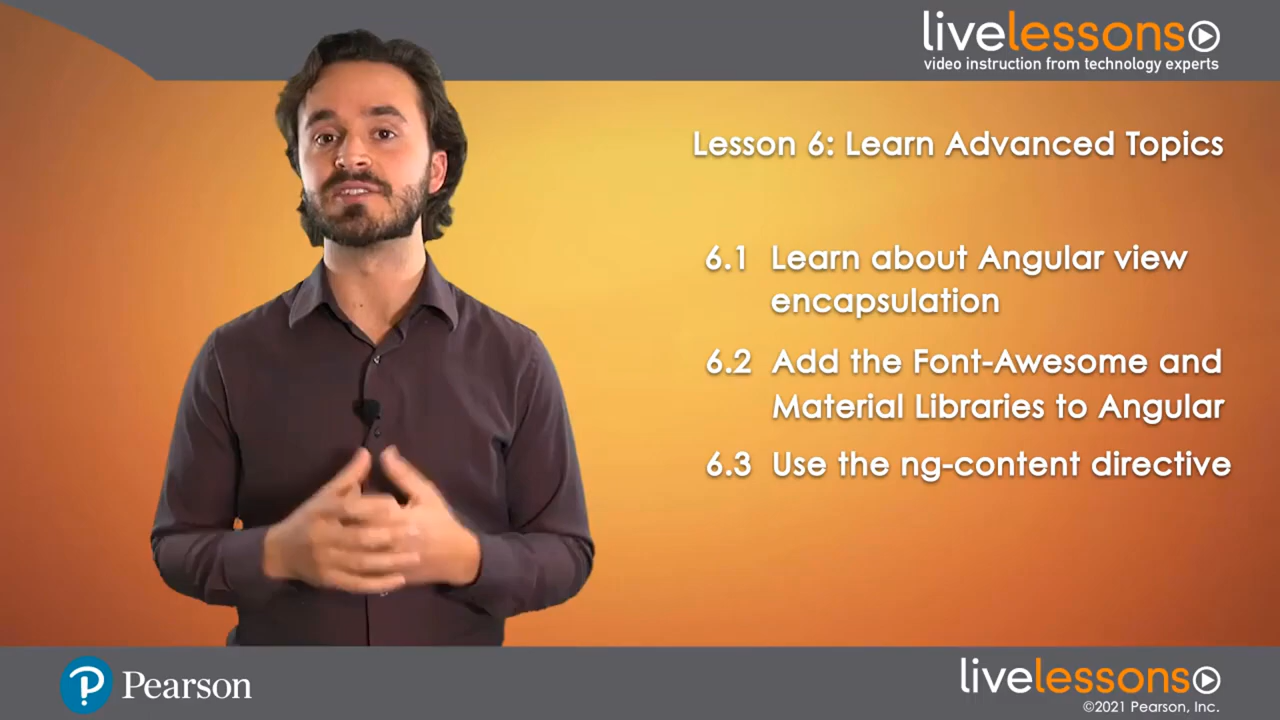 livelessons
video instruction from technology experts
Lesson 6: Learn Advanced Topics
6.1 Learn about Angular view
encapsulation
6.2 Add the Font-Awesome and
Material Libraries to Angular
6.3 Use the ng-content directive
Pearson
livelessons
©2021 Pearson, Inc.